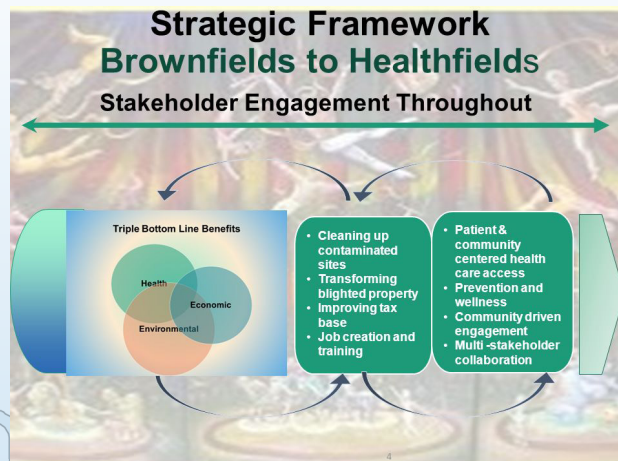 Strategic Framework
Brownfields to Healthfields
Stakeholder Engagement Throughout
Triple Bottom Line Benefits
Health
Economic
Environmental
• Cleaning up
contaminated
sites
• Transforming
blighted property
• Improving tax
base
• Job creation and
training
• Patient &
community
centered health
care access
• Prevention and
wellness
• Community driven
engagement
• Multi -stakeholder
collaboration
4